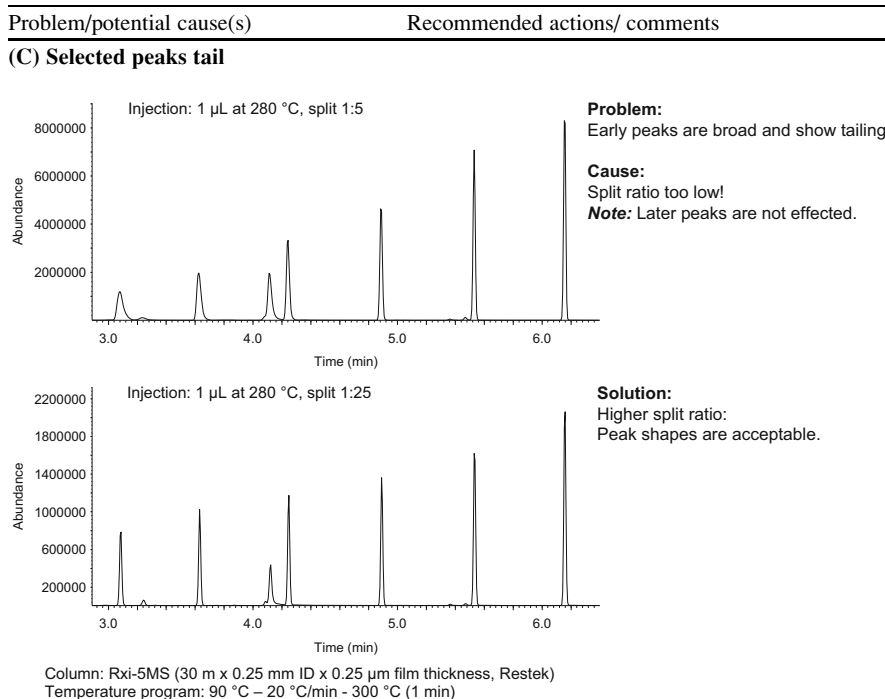 Problem/potential cause(s) Recommended actions/ comments
(C) Selected peaks tail
Injection: 1 µL at 280 °C, split 1:5
8000000
6000000
4000000
2000000
Abundance
3.0 4.0 5.0 6.0
Time (min)
Problem:
Early peaks are broad and show tailing
Cause:
Split ratio too low!
Note: Later peaks are not effected.
Injection: 1 µL at 280 °C, split 1:25
2200000
1800000
1400000
1000000
600000
200000
Abundance
3.0 4.0 5.0 6.0
Time (min)
Solution:
Higher split ratio:
Peak shapes are acceptable.
Column: Rxi-5MS (30 m x 0.25 mm ID x 0.25 µm film thickness, Restek)
Temperature program: 90 °C – 20 °C/min - 300 °C (1 min)